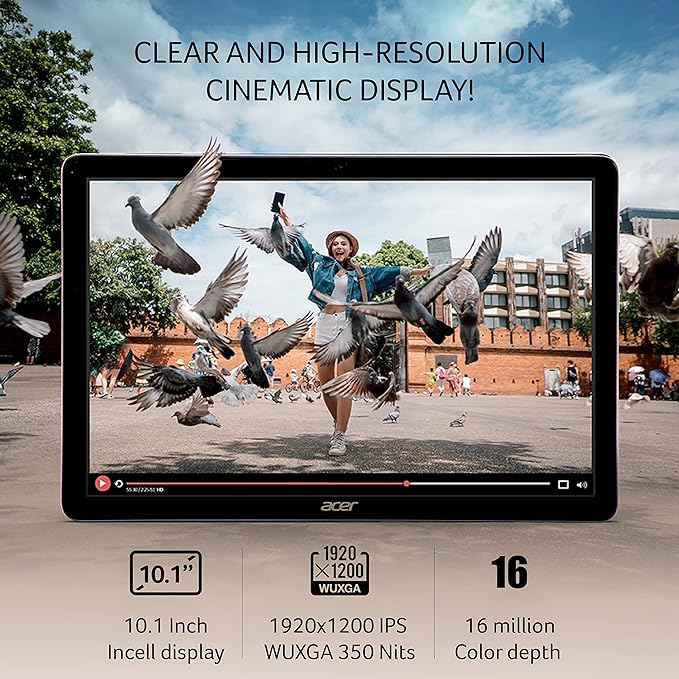 CLEAR AND HIGH-RESOLUTION
CINEMATIC DISPLAY!
acer
10.1”
10.1 Inch
Incell display
1920
×1200
WUXGA
1920x1200 IPS
WUXGA 350 Nits
16
16 million
Color depth